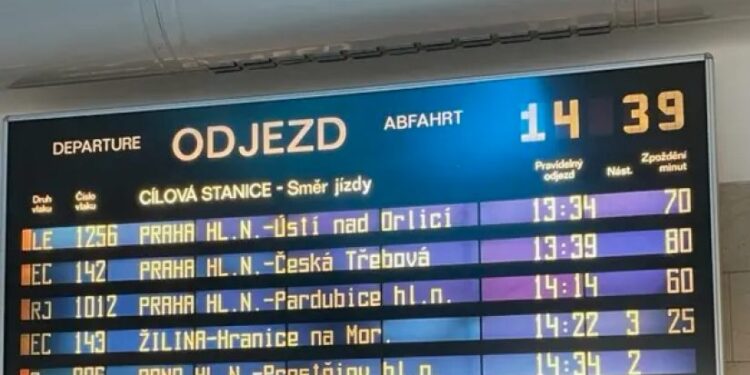 DEPARTURE ODJEZD ABFAHRT 14 39
Druh vlaku Číslo vlaku CÍLOVÁ STANICE - Směr jízdy Pravidelný odjezd Nást. Zpoždění minut
LE 1256 PRAHA HL.N.-Ústí nad Orlicí 13:34 70
EC 142 PRAHA HL.N.-Česká Třebová 13:39 80
RJ 1012 PRAHA HL.N.-Pardubice hl.n. 14:14 60
EC 143 ŽILINA-Hranice na Mor. 14:22 3 25
HL.N.-Prostějov hl.n. 14:34 2